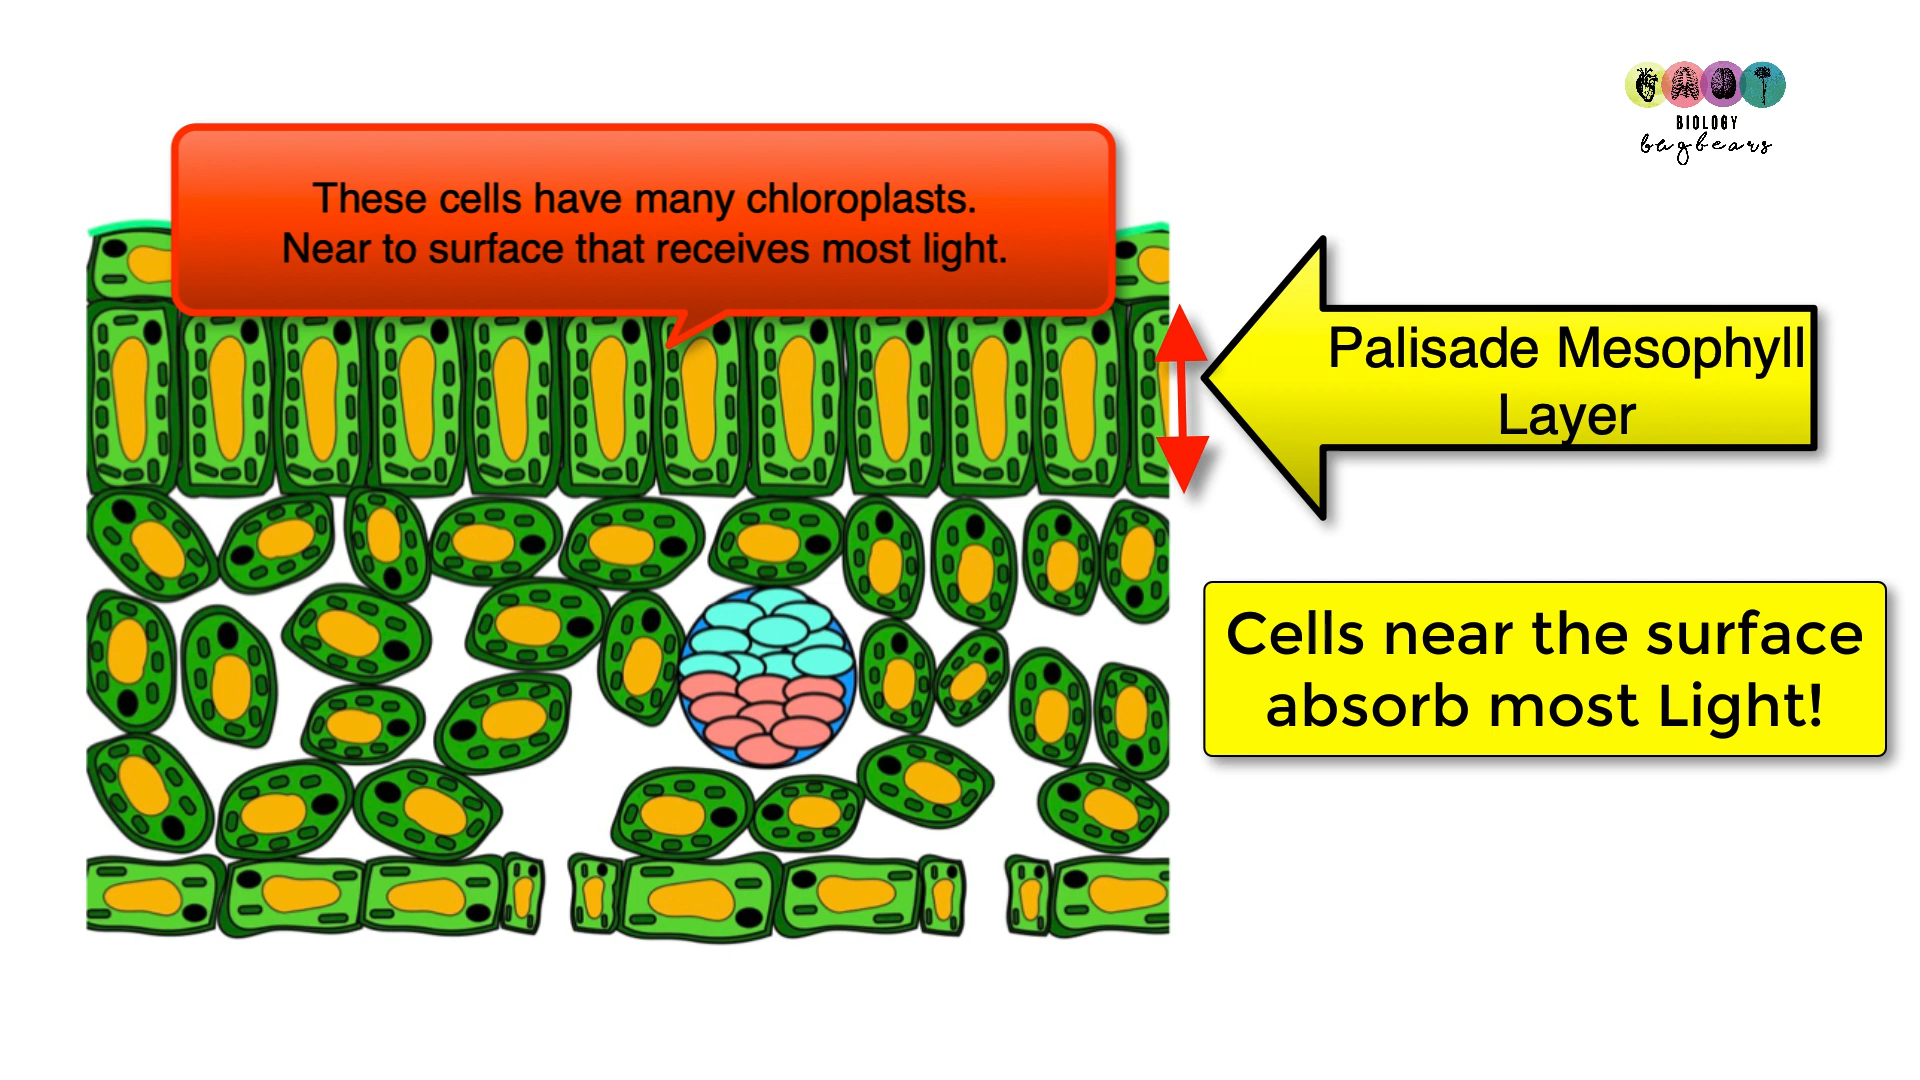 BIOLOGY
bugbears
These cells have many chloroplasts.
Near to surface that receives most light.
Palisade Mesophyll
Layer
Cells near the surface
absorb most Light!